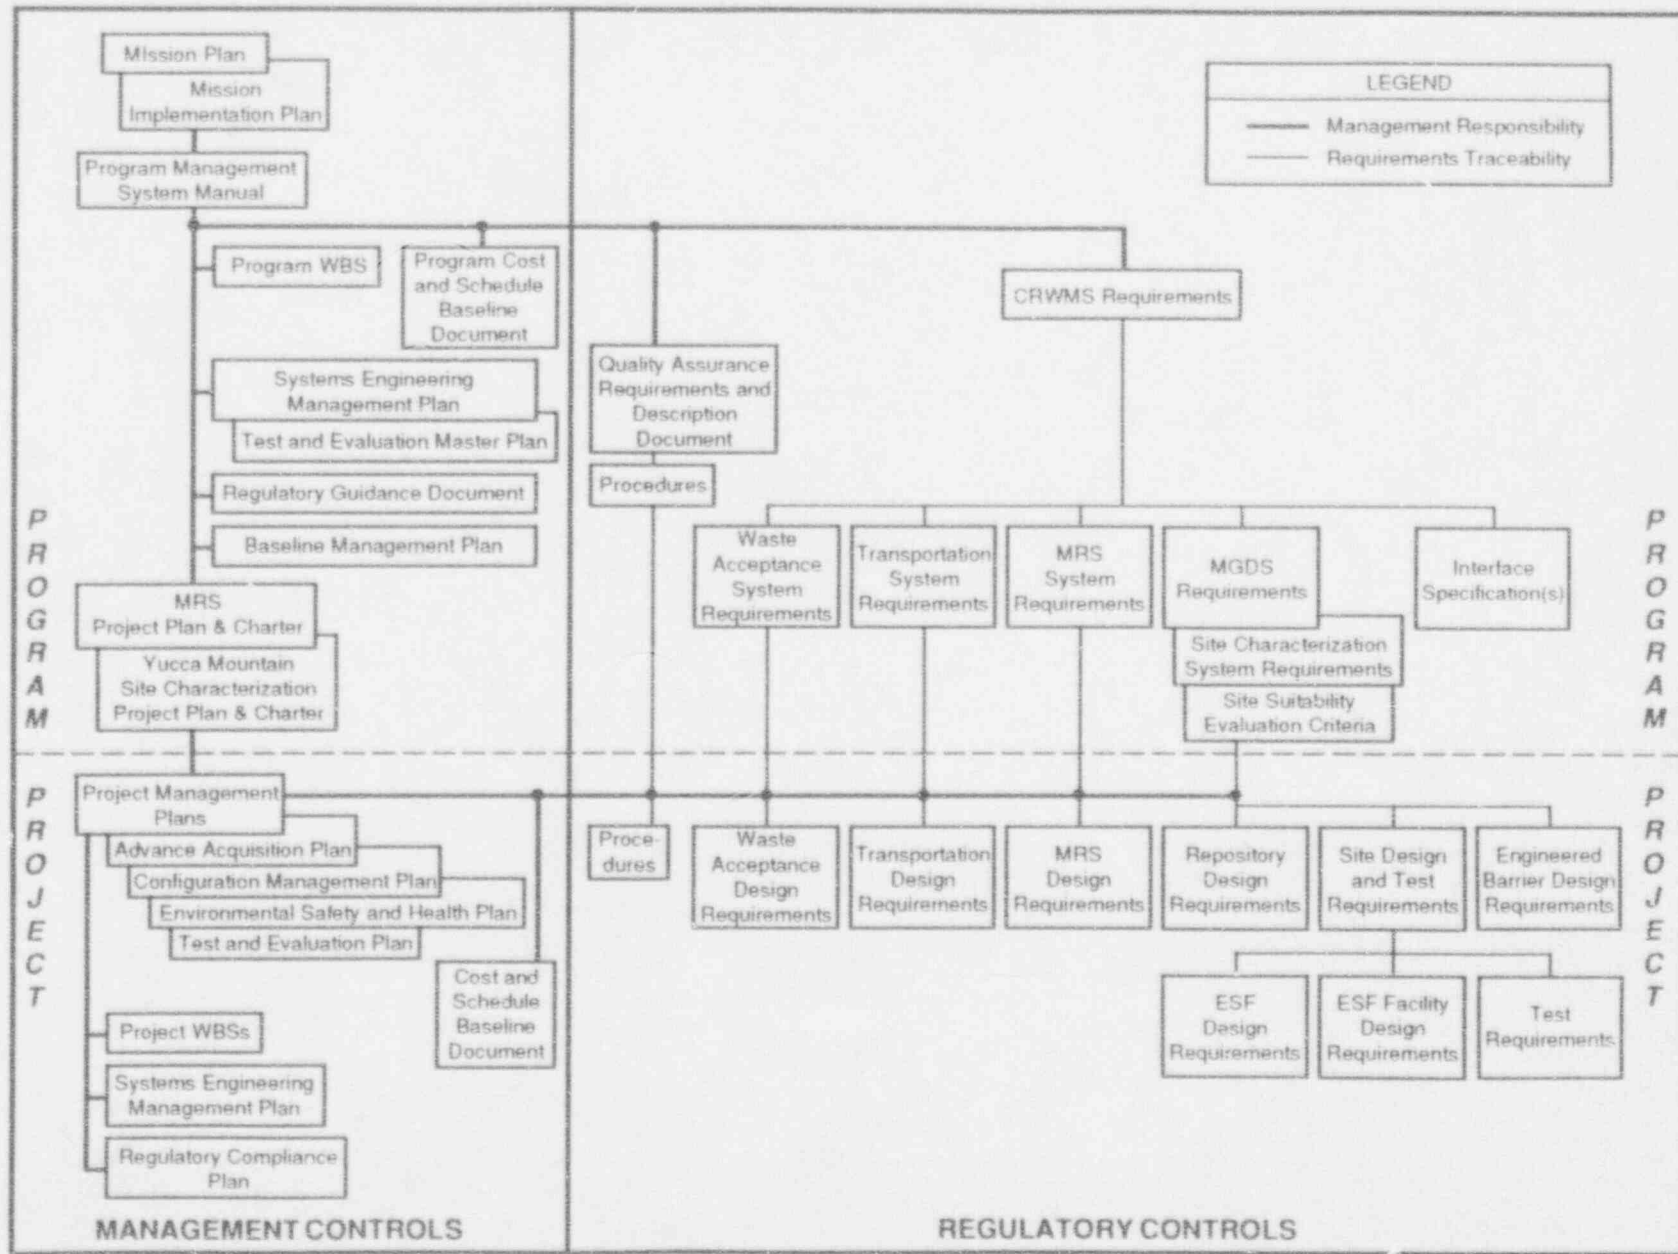 MIssion Plan
Mission
Implementation Plan
Program Management
System Manual
LEGEND
Management Responsibility
Requirements Traceability
Program WBS
Program Cost
and Schedule
Baseline
Document
CRWMS Requirements
Quality Assurance
Requirements and
Description
Document
Procedures
Systems Engineering
Management Plan
Test and Evaluation Master Plan
Regulatory Guidance Document
Baseline Management Plan
MRS
Project Plan & Charter
Yucca Mountain
Site Characterization
Project Plan & Charter
Waste
Acceptance
System
Requirements
Transportation
System
Requirements
MRS
System
Requirements
MGDS
Requirements
Site Characterization
System Requirements
Site Suitability
Evaluation Criteria
Interface
Specification(s)
PROGRAM
PROGRAM
PROJECT
Project Management
Plans
Advance Acquisition Plan
Configuration Management Plan
Environmental Safety and Health Plan
Test and Evaluation Plan
Cost and
Schedule
Baseline
Document
Project WBSs
Systems Engineering
Management Plan
Regulatory Compliance
Plan
Proce-
dures
Waste
Acceptance
Design
Requirements
Transportation
Design
Requirements
MRS
Design
Requirements
Repository
Design
Requirements
Site Design
and Test
Requirements
Engineered
Barrier Design
Requirements
ESF
Design
Requirements
ESF Facility
Design
Requirements
Test
Requirements
PROJECT
MANAGEMENT CONTROLS
REGULATORY CONTROLS